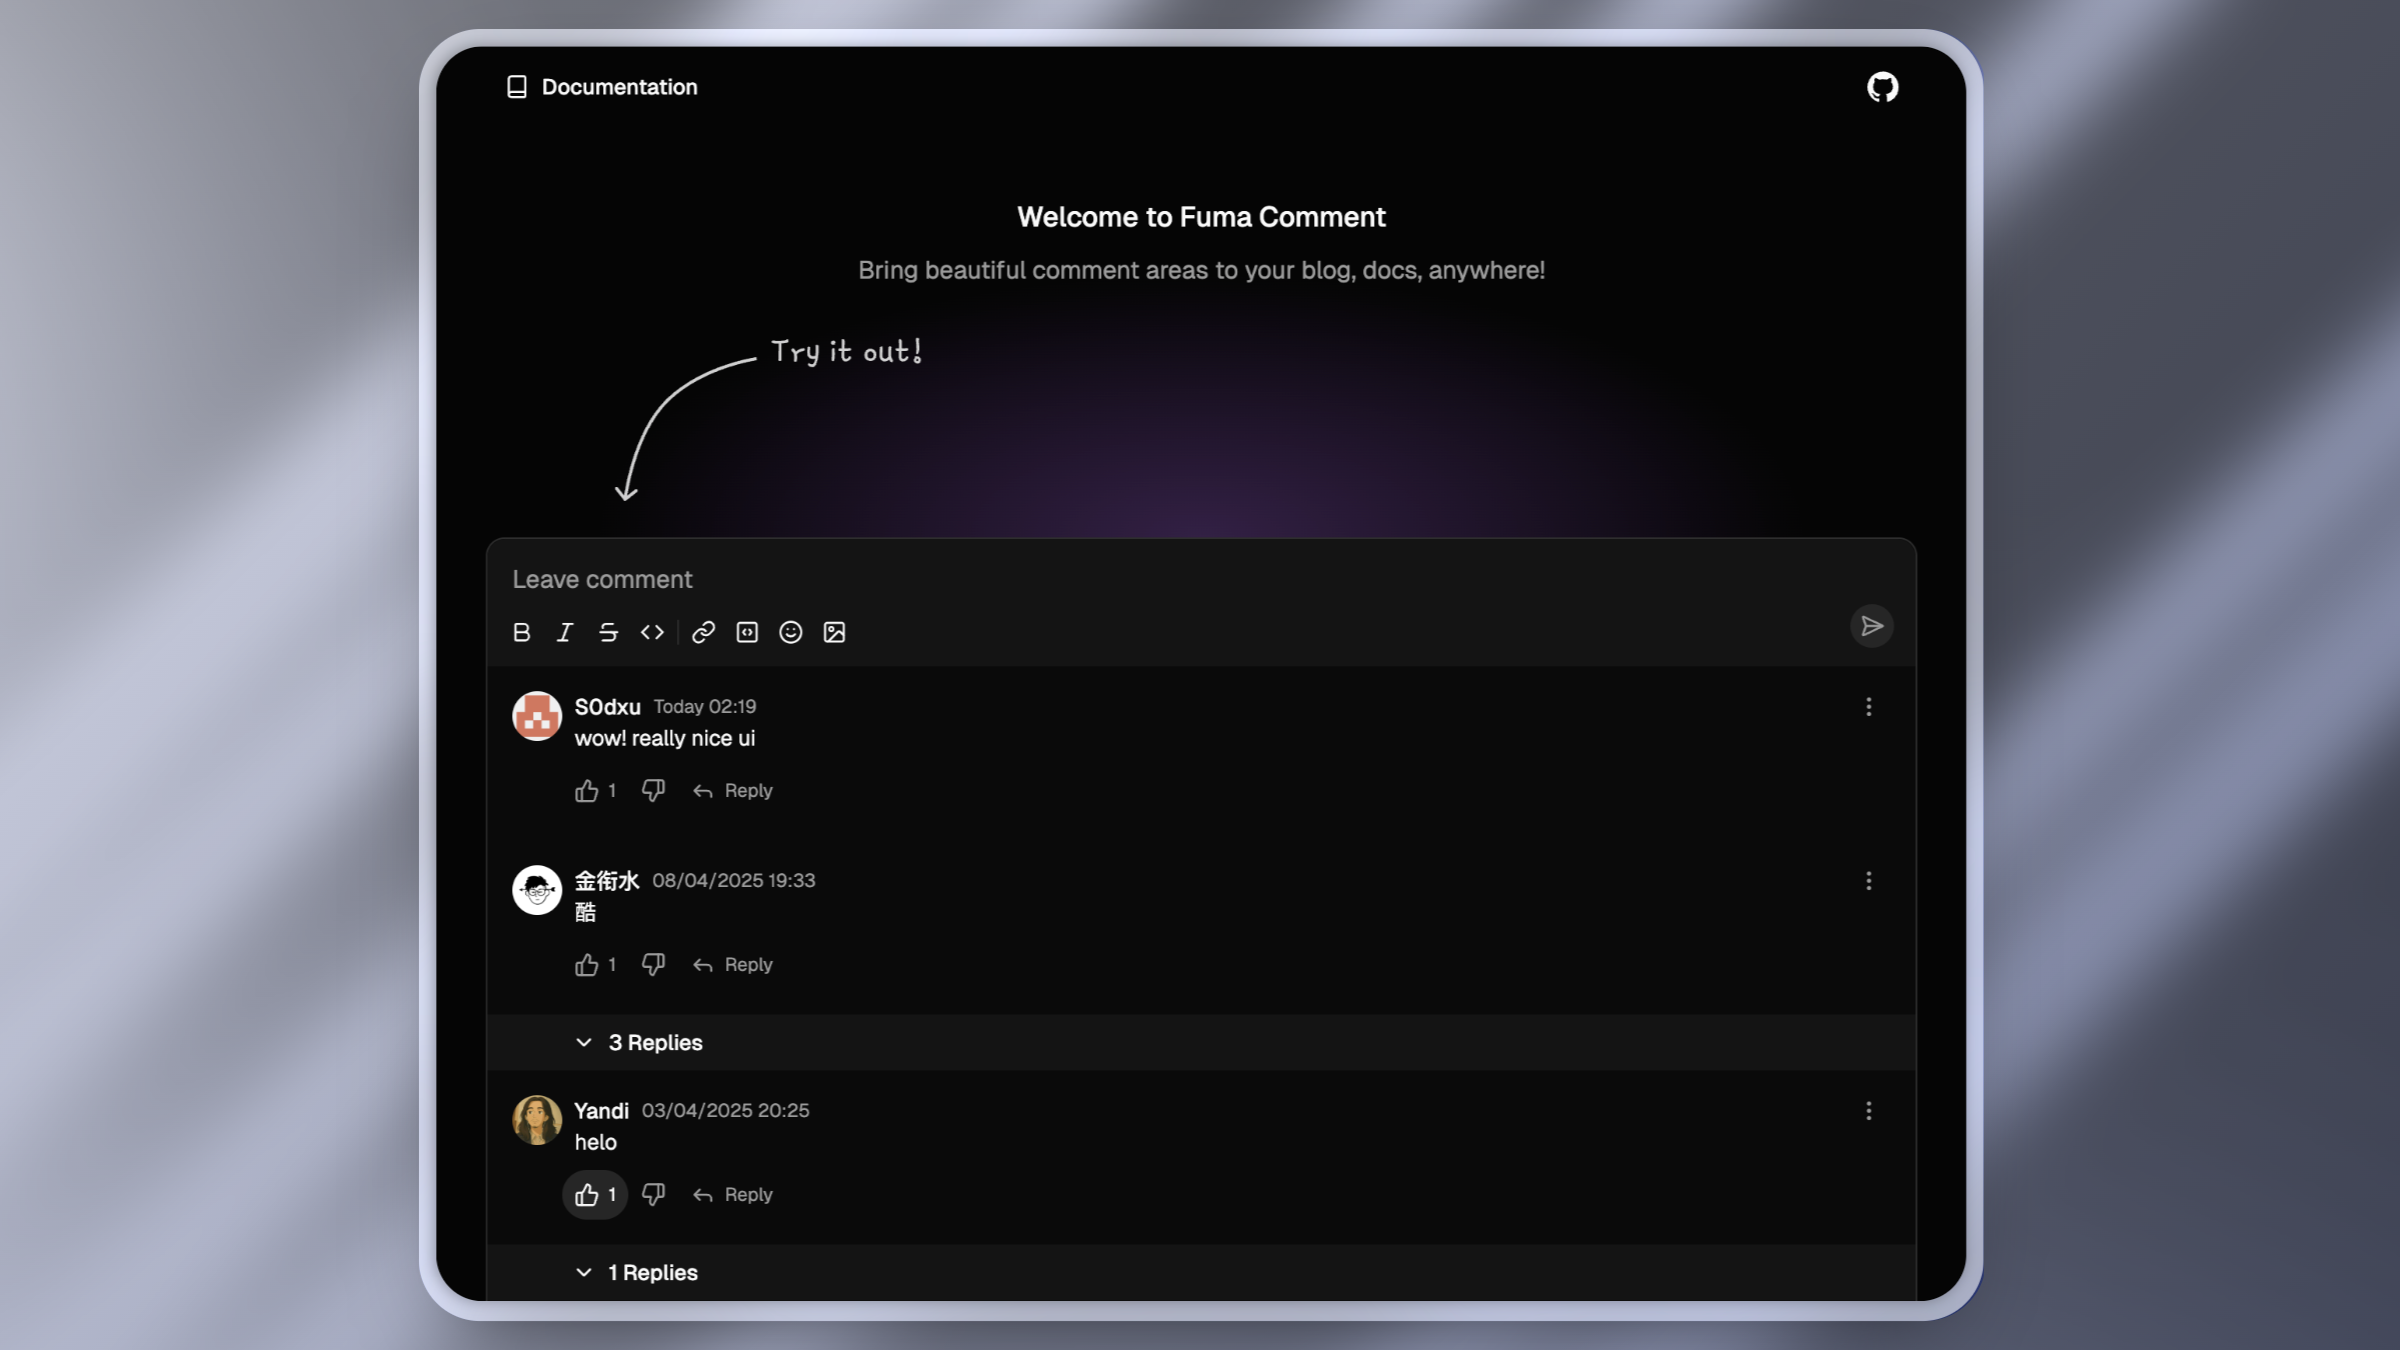 Documentation
Welcome to Fuma Comment
Bring beautiful comment areas to your blog, docs, anywhere!
Try it out!
Leave comment
S0dxu Today 02:19
wow! really nice ui
1 Reply
金衔水 08/04/2025 19:33
酷
1 Reply
3 Replies
Yandi 03/04/2025 20:25
helo
1 Reply
1 Replies